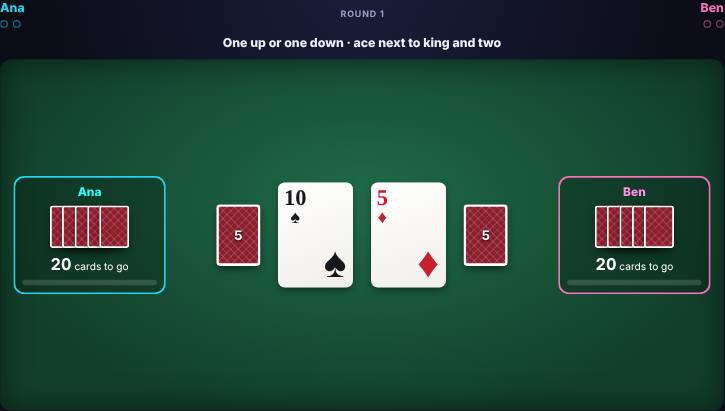 Ana
ROUND 1
Ben
One up or one down · ace next to king and two
Ana
20 cards to go
5
10
5
5
Ben
20 cards to go